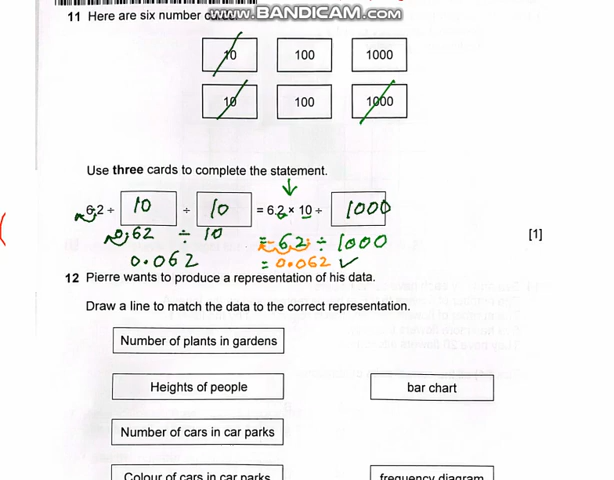 www.BANDICAM.com
11 Here are six number
10 100 1000
10 100 1000
Use three cards to complete the statement.
6.2 ÷ 10 ÷ 10 = 6.2 × 10 ÷ 1000
0.62 ÷ 10 = 62 ÷ 1000
[1]
0.062 = 0.062 ✓
12 Pierre wants to produce a representation of his data.
Draw a line to match the data to the correct representation.
Number of plants in gardens
Heights of people bar chart
Number of cars in car parks
Colour of cars in car parks frequency diagram